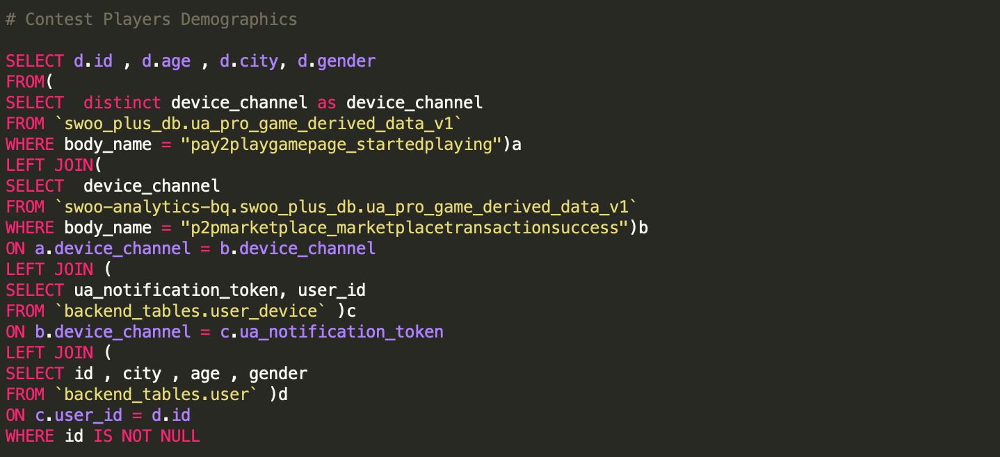 # Contest Players Demographics
SELECT d.id , d.age , d.city, d.gender
FROM(
SELECT  distinct device_channel as device_channel
FROM `swoo_plus_db.ua_pro_game_derived_data_v1`
WHERE body_name = "pay2playgamepage_startedplaying")a
LEFT JOIN(
SELECT  device_channel
FROM `swoo-analytics-bq.swoo_plus_db.ua_pro_game_derived_data_v1`
WHERE body_name = "p2pmarketplace_marketplacetransactionsuccess")b
ON a.device_channel = b.device_channel
LEFT JOIN (
SELECT ua_notification_token, user_id
FROM `backend_tables.user_device` )c
ON b.device_channel = c.ua_notification_token
LEFT JOIN (
SELECT id , city , age , gender
FROM `backend_tables.user` )d
ON c.user_id = d.id
WHERE id IS NOT NULL